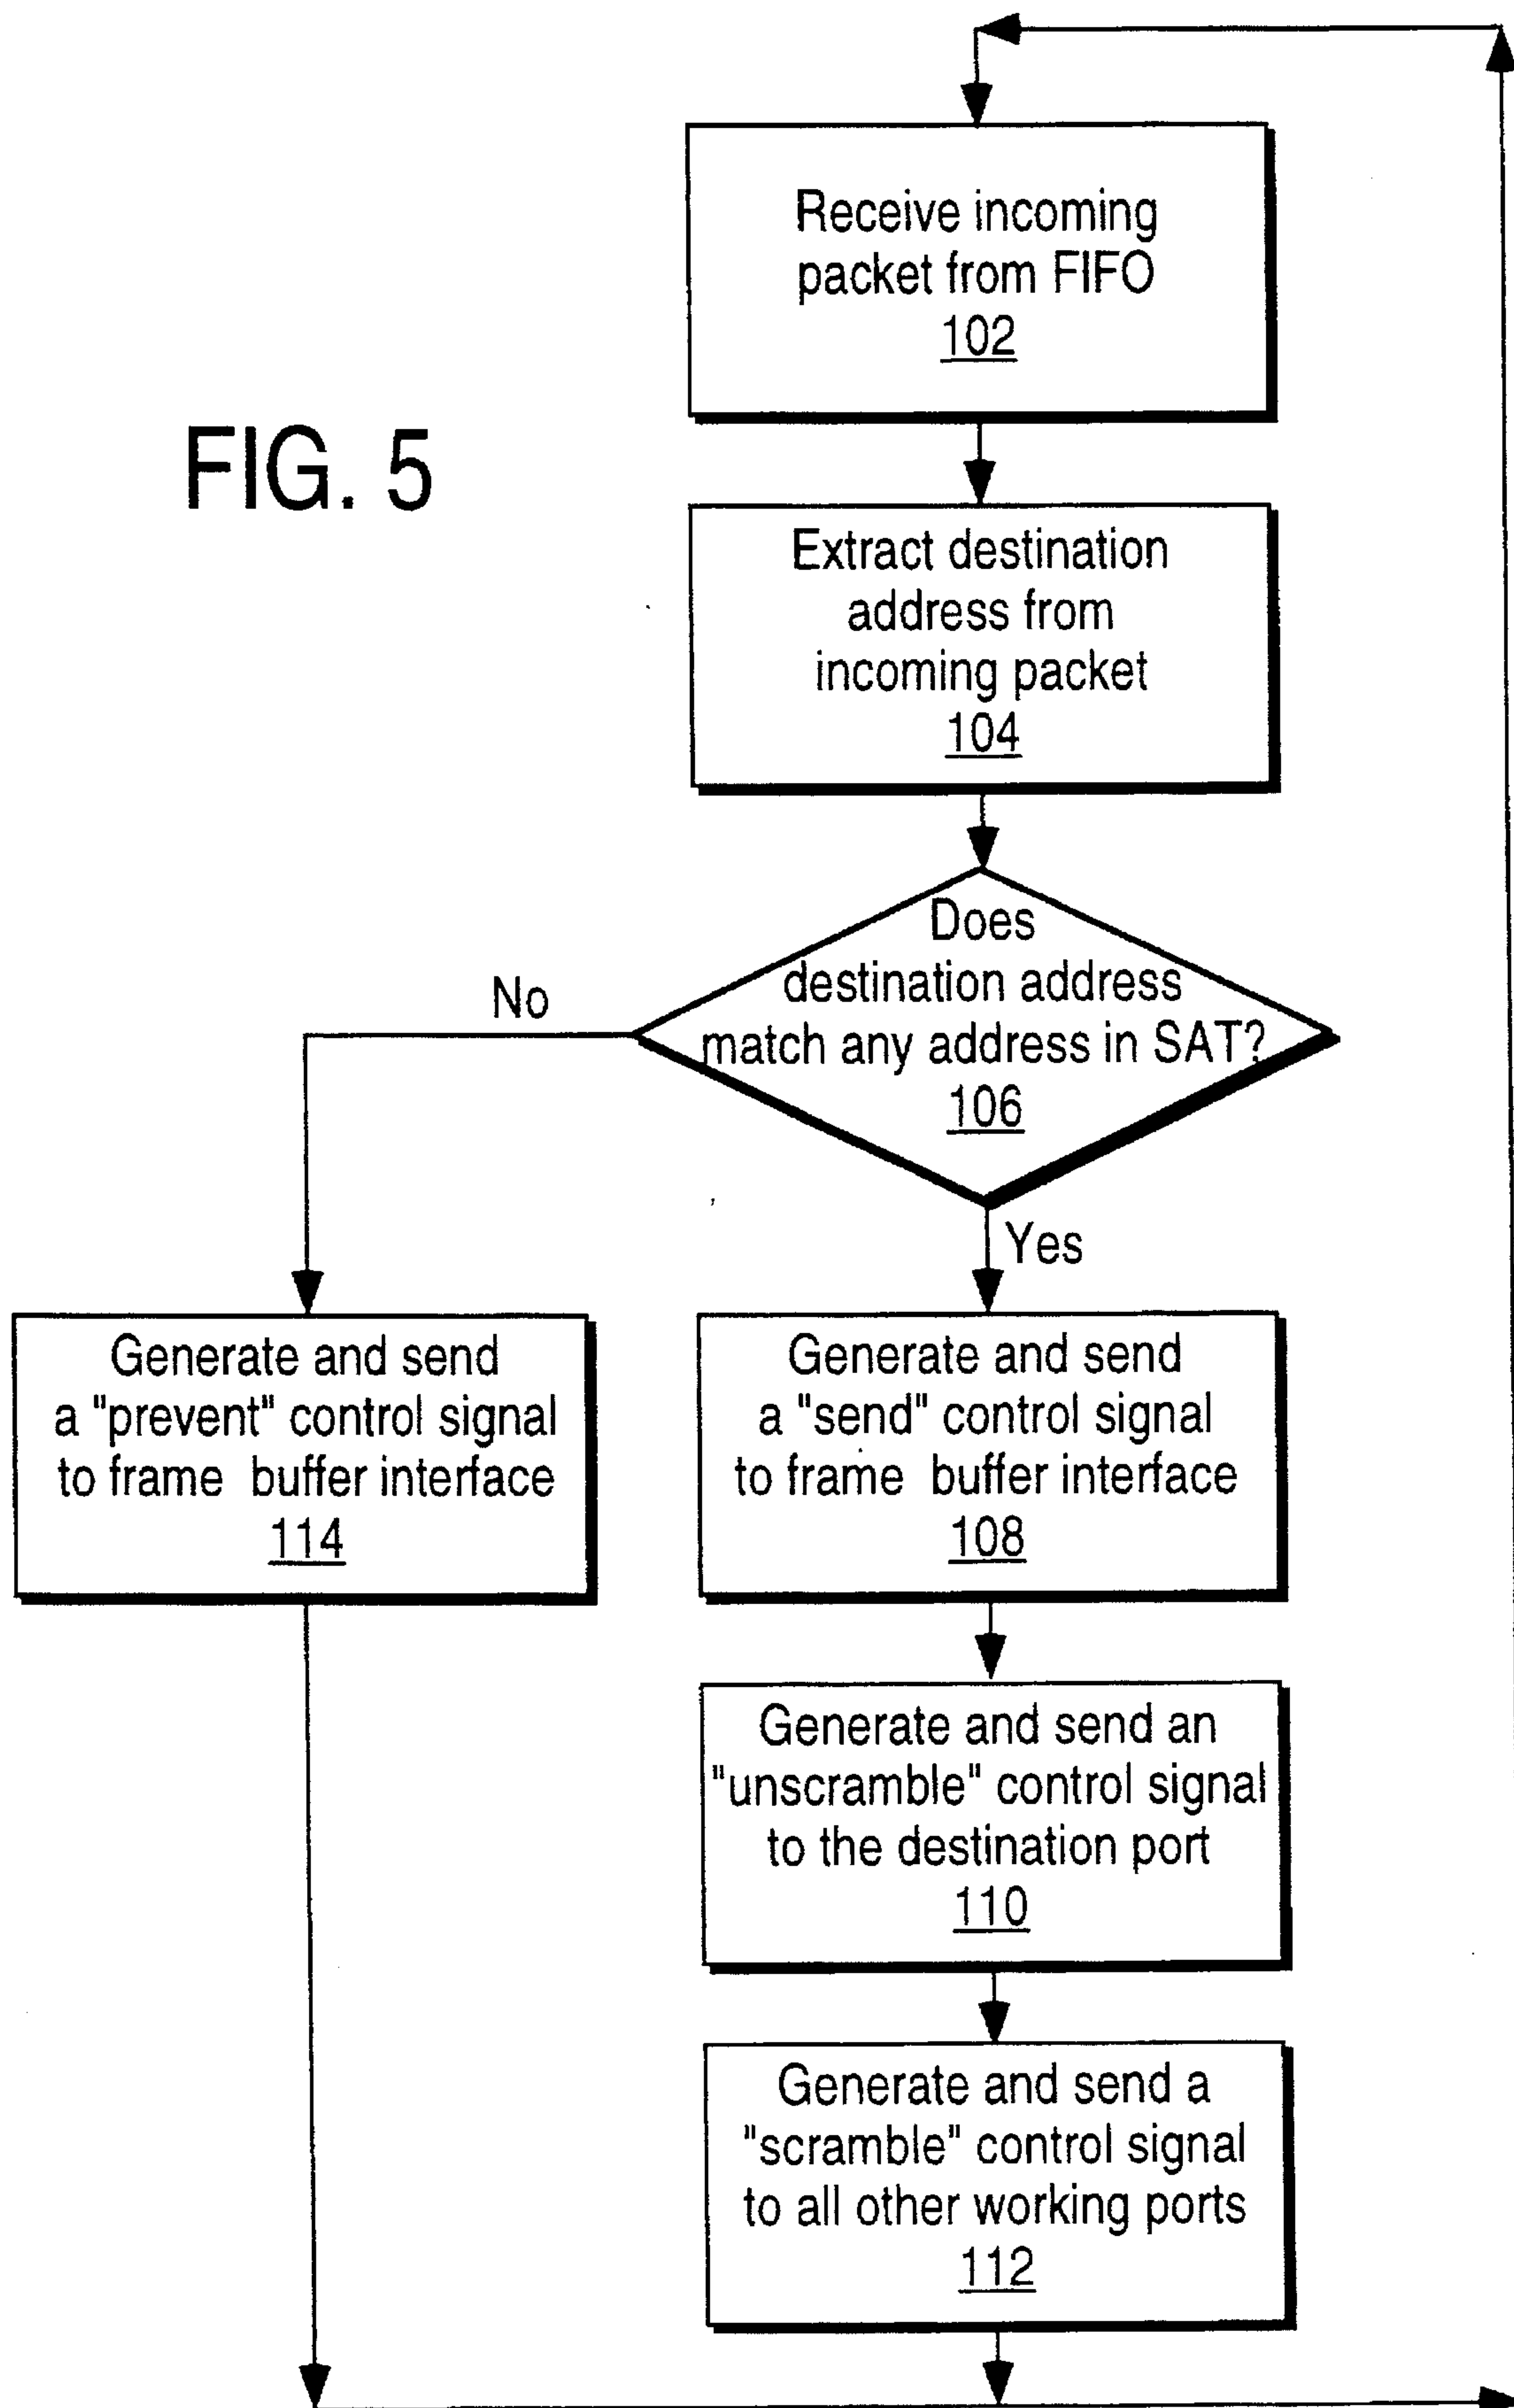 Receive incoming
packet from FIFO
102
FIG. 5
Extract destination
address from
incoming packet
104
Does
destination address
match any address in SAT?
106
No
Yes
Generate and send
a "prevent" control signal
to frame buffer interface
114
Generate and send
a "send" control signal
to frame buffer interface
108
Generate and send an
"unscramble" control signal
to the destination port
110
Generate and send a
"scramble" control signal
to all other working ports
112